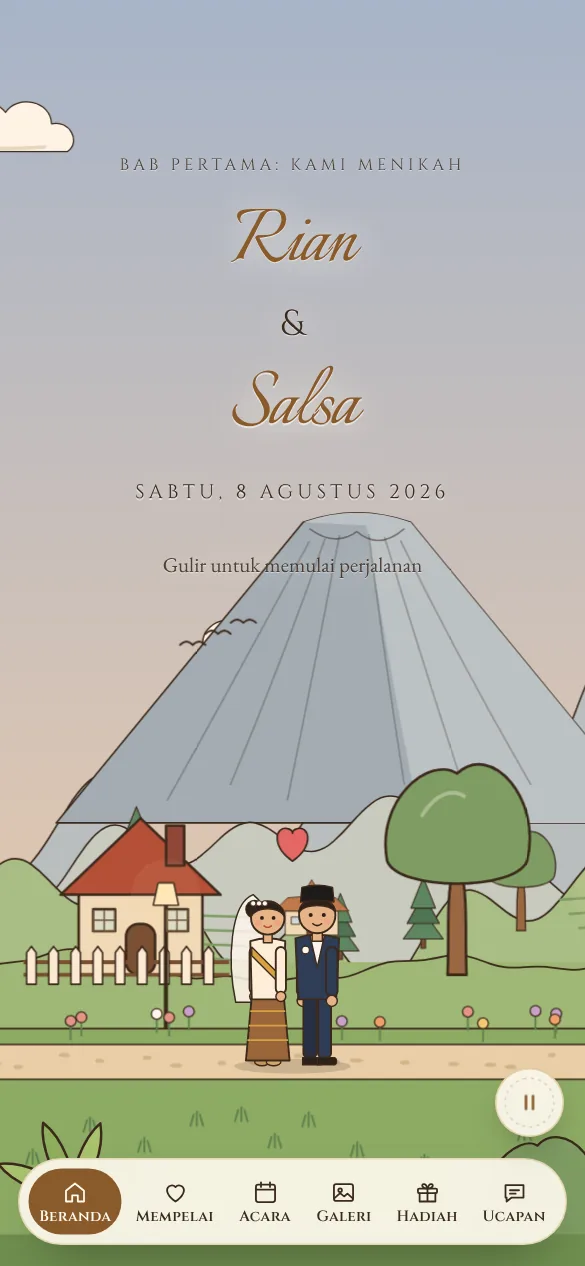 BAB PERTAMA: KAMI MENIKAH
Rian
&
Salsa
SABTU, 8 AGUSTUS 2026
Gulir untuk memulai perjalanan
BERANDA
MEMPELAI
ACARA
GALERI
HADIAH
UCAPAN